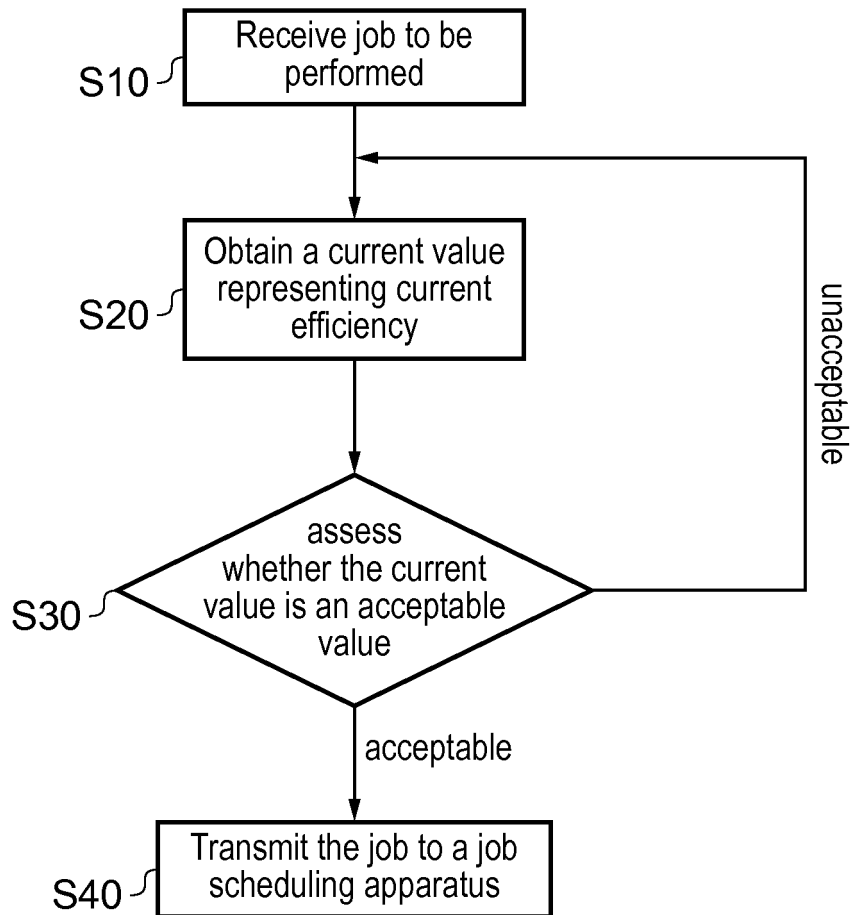 Receive job to be
performed
S10
Obtain a current value
representing current
efficiency
S20
unacceptable
assess
whether the current
value is an acceptable
value
S30
acceptable
Transmit the job to a job
scheduling apparatus
S40